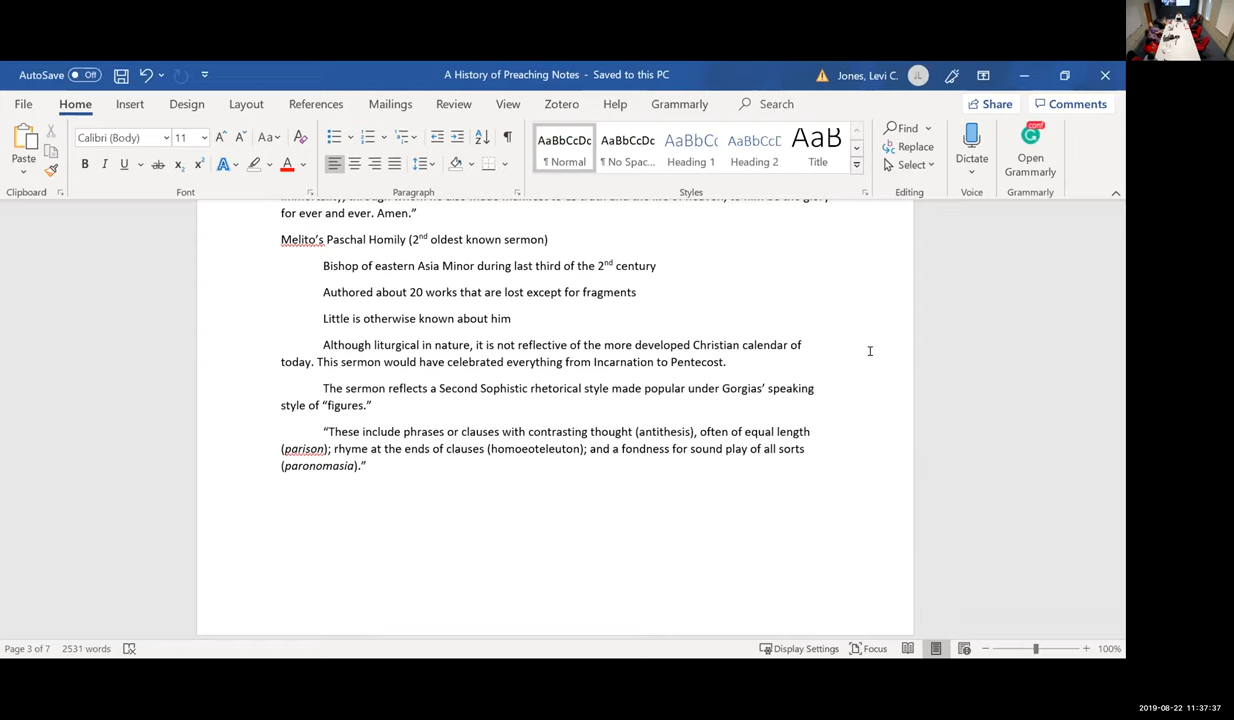 AutoSave Off A History of Preaching Notes - Saved to this PC Jones, Levi C. JL
File Home Insert Design Layout References Mailings Review View Zotero Help Grammarly Search Share Comments
Calibri (Body) 11 Aa AaBbCcDc AaBbCcDc AaBbCc AaBbCcD AaB Find
Paste Replace Dictate Open
B I U ab x2 x2 A A ¶ Normal ¶ No Spac... Heading 1 Heading 2 Title Select Grammarly
Clipboard Font Paragraph Styles Editing Voice Grammarly
for ever and ever. Amen.”
Melito’s Paschal Homily (2nd oldest known sermon)
Bishop of eastern Asia Minor during last third of the 2nd century
Authored about 20 works that are lost except for fragments
Little is otherwise known about him
Although liturgical in nature, it is not reflective of the more developed Christian calendar of
today. This sermon would have celebrated everything from Incarnation to Pentecost.
The sermon reflects a Second Sophistic rhetorical style made popular under Gorgias’ speaking
style of “figures.”
“These include phrases or clauses with contrasting thought (antithesis), often of equal length
(parison); rhyme at the ends of clauses (homoeoteleuton); and a fondness for sound play of all sorts
(paronomasia).”
Page 3 of 7 2531 words Display Settings Focus 100%
2019-08-22 11:37:37